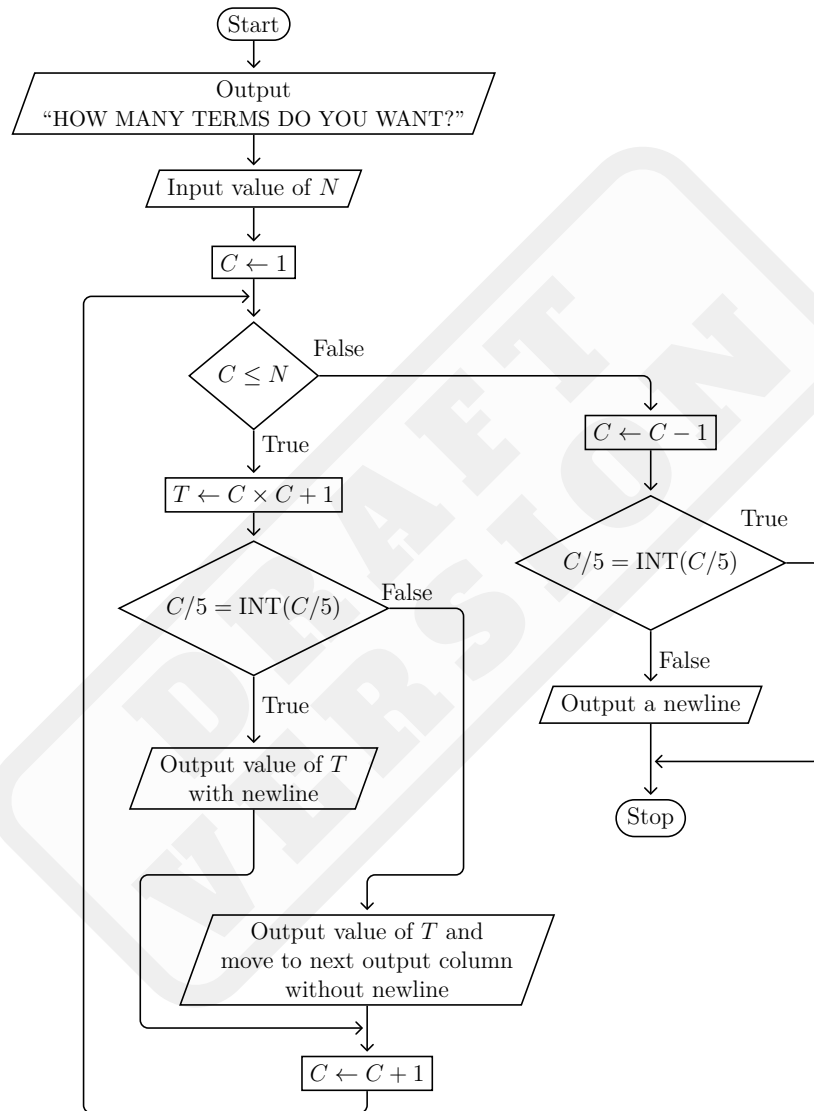 Start
Output
“HOW MANY TERMS DO YOU WANT?”
Input value of N
C ← 1
C ≤ N
False
True
T ← C × C + 1
C/5 = INT(C/5)
False
True
Output value of T
with newline
Output value of T and
move to next output column
without newline
C ← C + 1
C ← C − 1
C/5 = INT(C/5)
True
False
Output a newline
Stop
DRAFT
VERSION